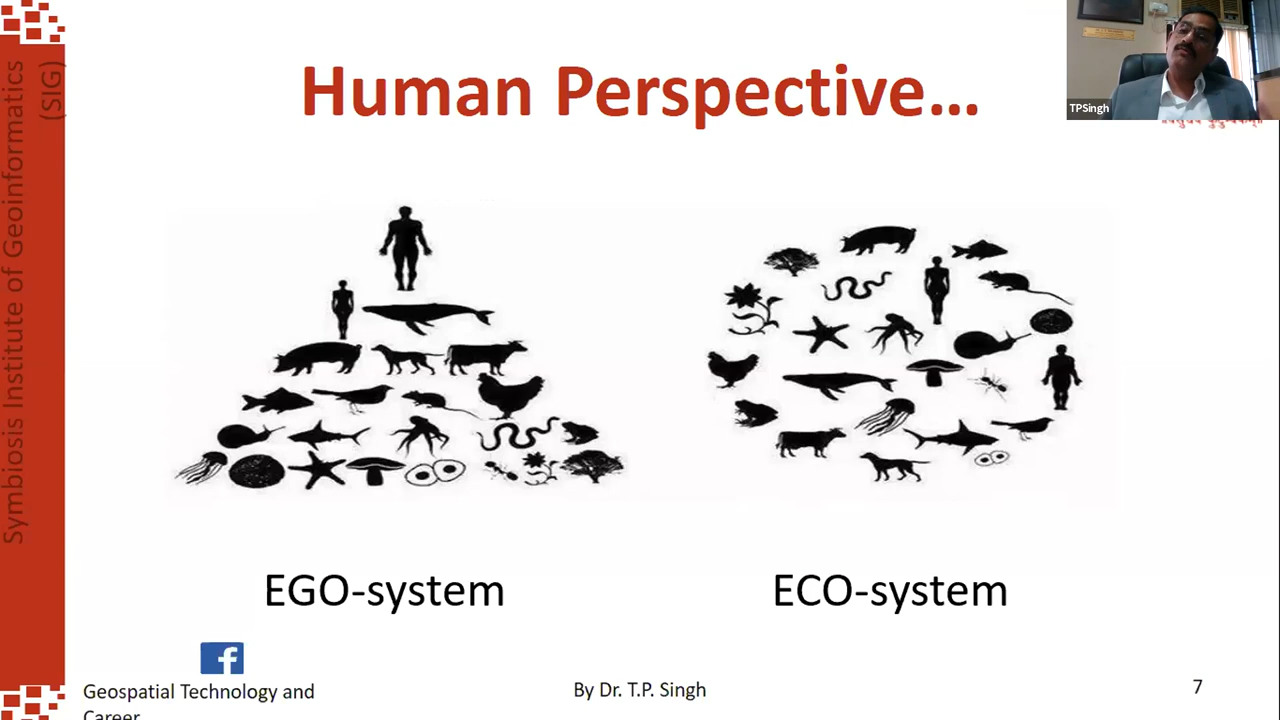 Human Perspective...
TPSingh
Symbiosis Institute of Geoinformatics
(SIG)
EGO-system
ECO-system
Geospatial Technology and
Career
By Dr. T.P. Singh
7